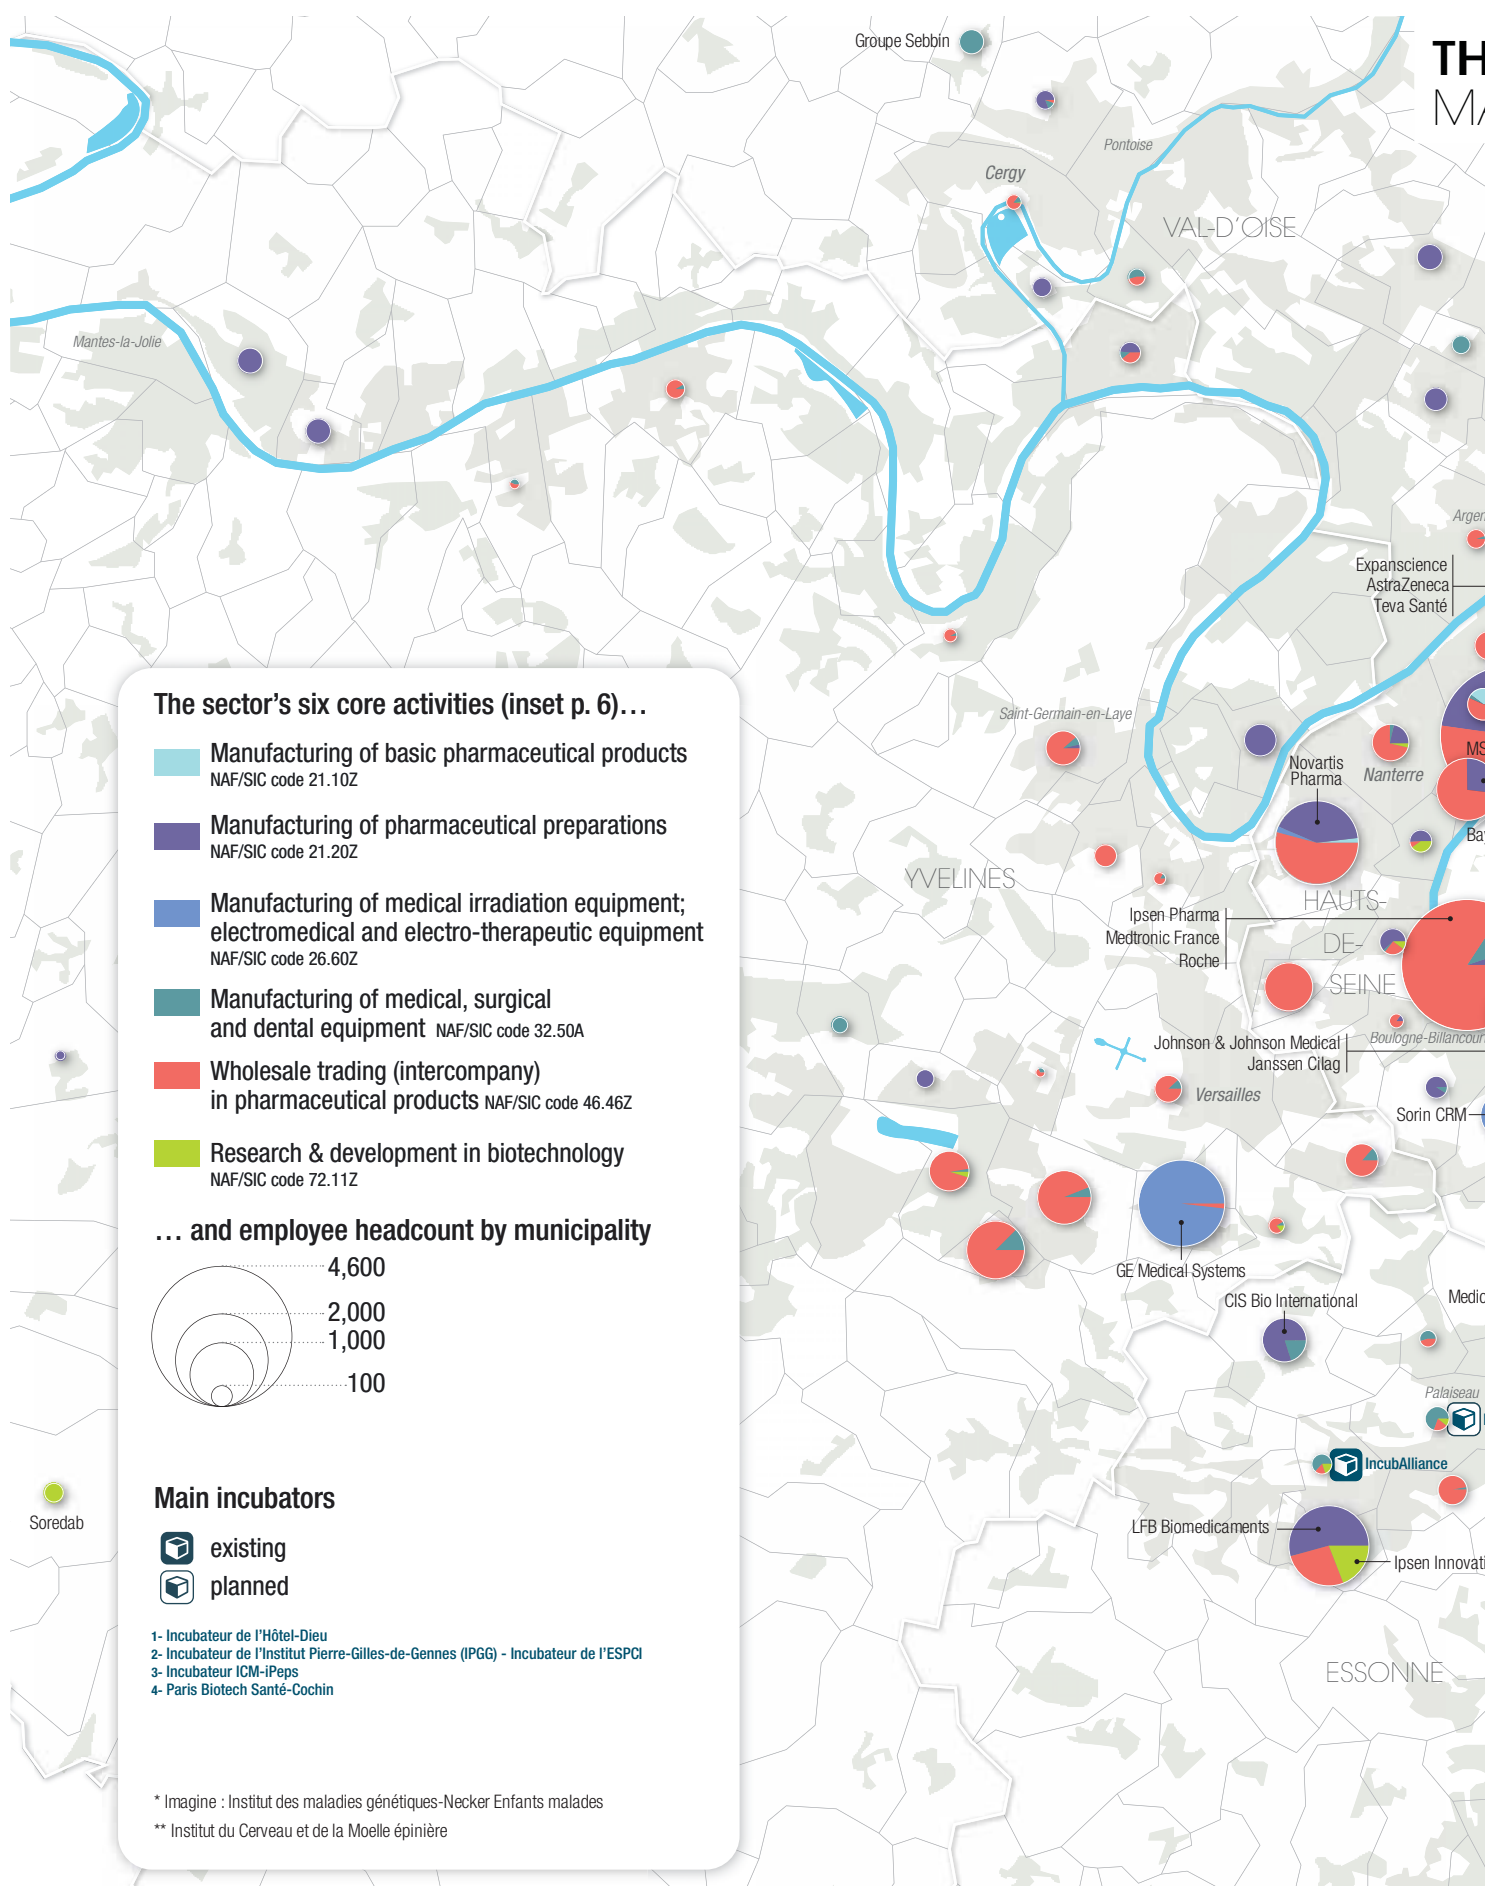 Groupe Sebbin
TH
MA
Pontoise
Cergy
VAL-D'OISE
Mantes-la-Jolie
Expanscience
AstraZeneca
Teva Santé
Saint-Germain-en-Laye
Novartis
Pharma
Nanterre
MS
YVELINES
HAUTS-
DE-
SEINE
Ipsen Pharma
Medtronic France
Roche
Johnson & Johnson Medical
Janssen Cilag
Boulogne-Billancour
Versailles
Sorin CRM
GE Medical Systems
CIS Bio International
Medic
Palaiseau
IncubAlliance
LFB Biomedicaments
Ipsen Innovati
ESSONNE
Soredab
The sector's six core activities (inset p. 6)…
Manufacturing of basic pharmaceutical products
NAF/SIC code 21.10Z
Manufacturing of pharmaceutical preparations
NAF/SIC code 21.20Z
Manufacturing of medical irradiation equipment;
electromedical and electro-therapeutic equipment
NAF/SIC code 26.60Z
Manufacturing of medical, surgical
and dental equipment NAF/SIC code 32.50A
Wholesale trading (intercompany)
in pharmaceutical products NAF/SIC code 46.46Z
Research & development in biotechnology
NAF/SIC code 72.11Z
… and employee headcount by municipality
4,600
2,000
1,000
100
Main incubators
existing
planned
1- Incubateur de l'Hôtel-Dieu
2- Incubateur de l'Institut Pierre-Gilles-de-Gennes (IPGG) - Incubateur de l'ESPCI
3- Incubateur ICM-iPeps
4- Paris Biotech Santé-Cochin
* Imagine : Institut des maladies génétiques-Necker Enfants malades
** Institut du Cerveau et de la Moelle épinière